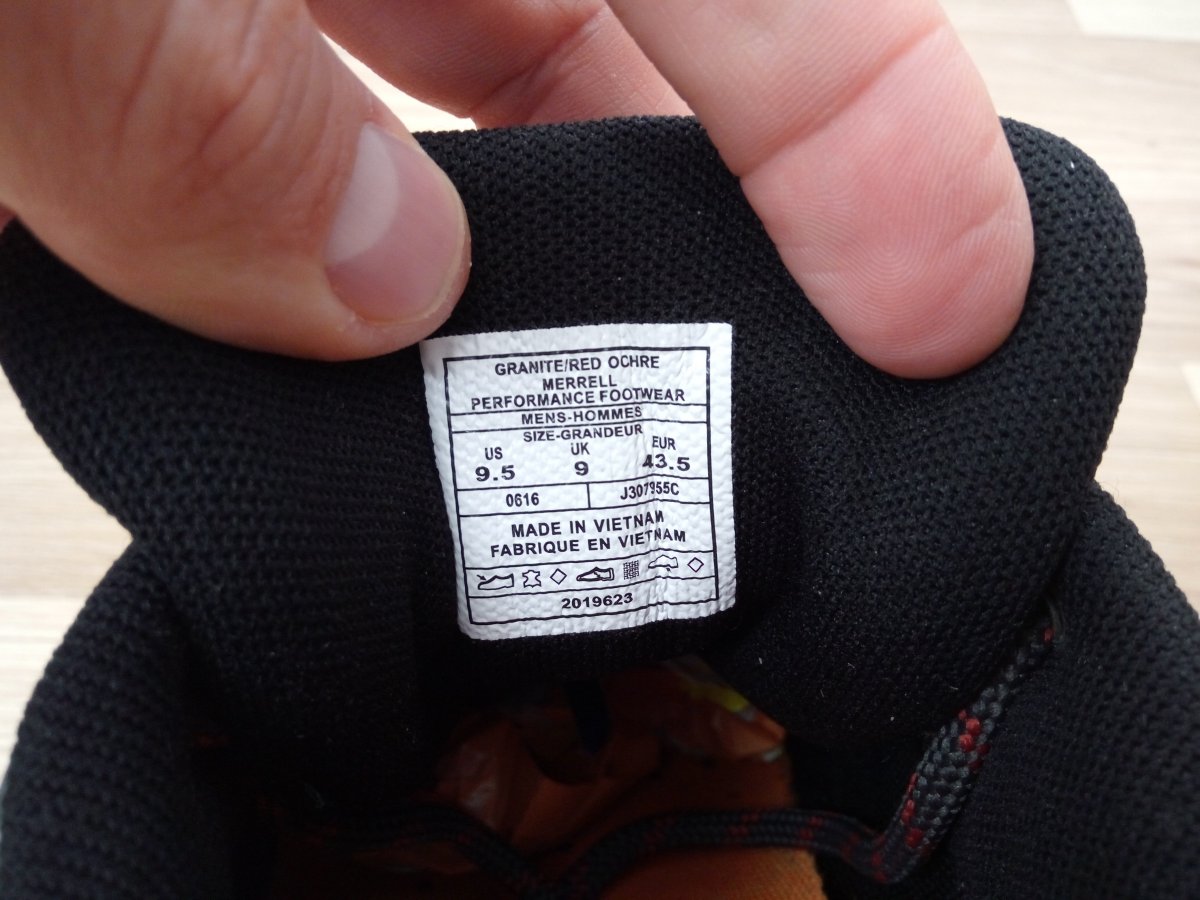 GRANITE/RED OCHRE
MERRELL
PERFORMANCE FOOTWEAR
MENS-HOMMES
SIZE-GRANDEUR
US UK EUR
9.5 9 43.5
0616 J307955C
MADE IN VIETNAM
FABRIQUE EN VIETNAM
2019623